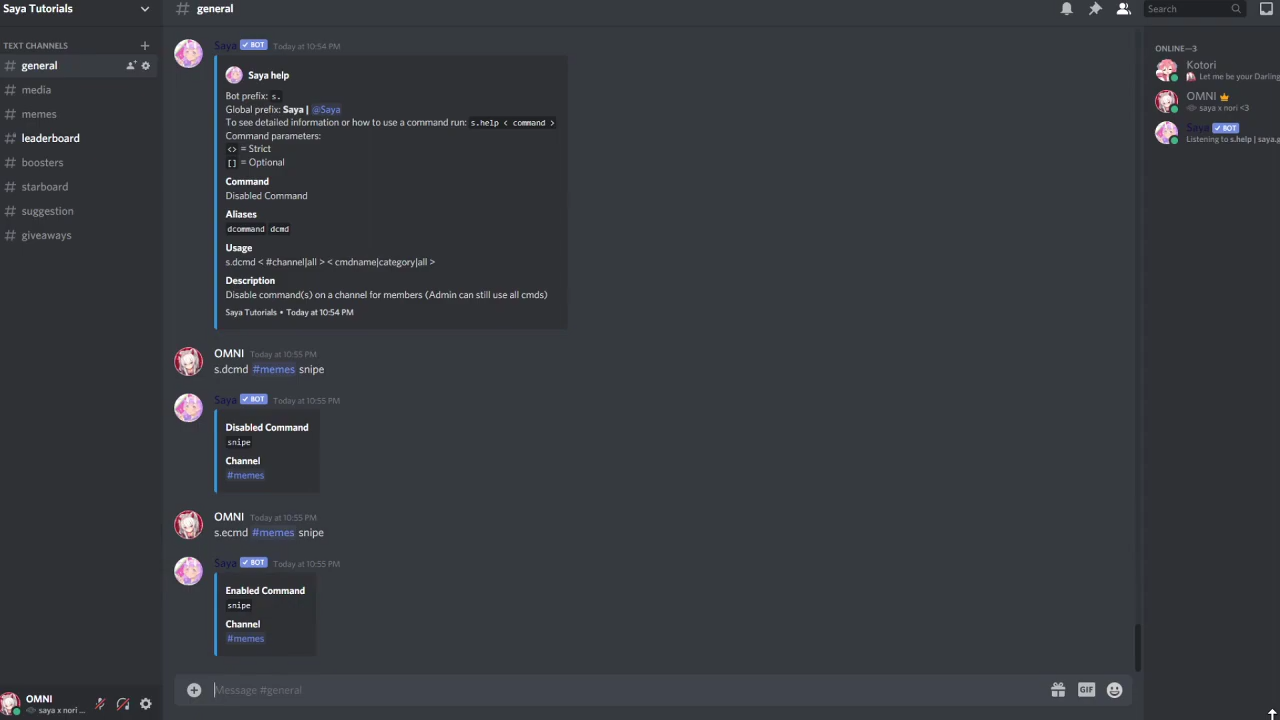 Saya Tutorials
general
Search
TEXT CHANNELS
general
media
memes
leaderboard
boosters
starboard
suggestion
giveaways
Saya BOT Today at 10:54 PM
Saya help
Bot prefix: s.
Global prefix: Saya | @Saya
To see detailed information or how to use a command run: s.help < command >
Command parameters:
<> = Strict
[] = Optional
Command
Disabled Command
Aliases
dcommand dcmd
Usage
s.dcmd < #channel|all > < cmdname|category|all >
Description
Disable command(s) on a channel for members (Admin can still use all cmds)
Saya Tutorials • Today at 10:54 PM
OMNI Today at 10:55 PM
s.dcmd #memes snipe
Saya BOT Today at 10:55 PM
Disabled Command
snipe
Channel
#memes
OMNI Today at 10:55 PM
s.ecmd #memes snipe
Saya BOT Today at 10:55 PM
Enabled Command
snipe
Channel
#memes
Message #general
GIF
ONLINE—3
Kotori
Let me be your Darling
OMNI
saya x nori <3
Saya BOT
Listening to s.help | saya.g
OMNI
saya x nori ...